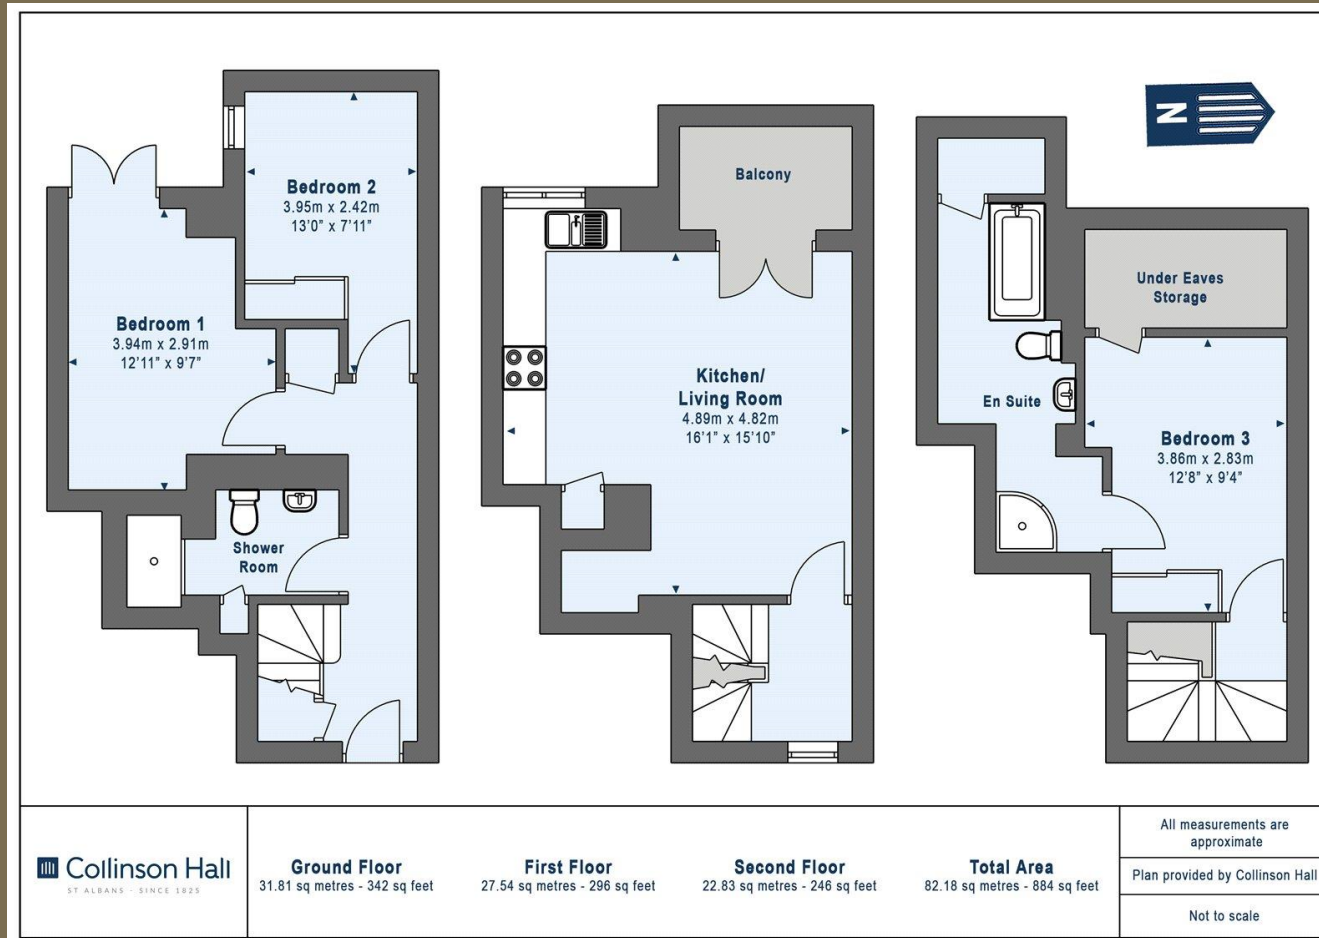 N
Bedroom 2
3.95m x 2.42m
13’0” x 7’11”
Bedroom 1
3.94m x 2.91m
12’11” x 9’7”
Shower
Room
Balcony
Kitchen/
Living Room
4.89m x 4.82m
16’1” x 15’10”
Under Eaves
Storage
En Suite
Bedroom 3
3.86m x 2.83m
12’8” x 9’4”
Collinson Hall
ST ALBANS · SINCE 1825
Ground Floor
31.81 sq metres - 342 sq feet
First Floor
27.54 sq metres - 296 sq feet
Second Floor
22.83 sq metres - 246 sq feet
Total Area
82.18 sq metres - 884 sq feet
All measurements are
approximate
Plan provided by Collinson Hall
Not to scale